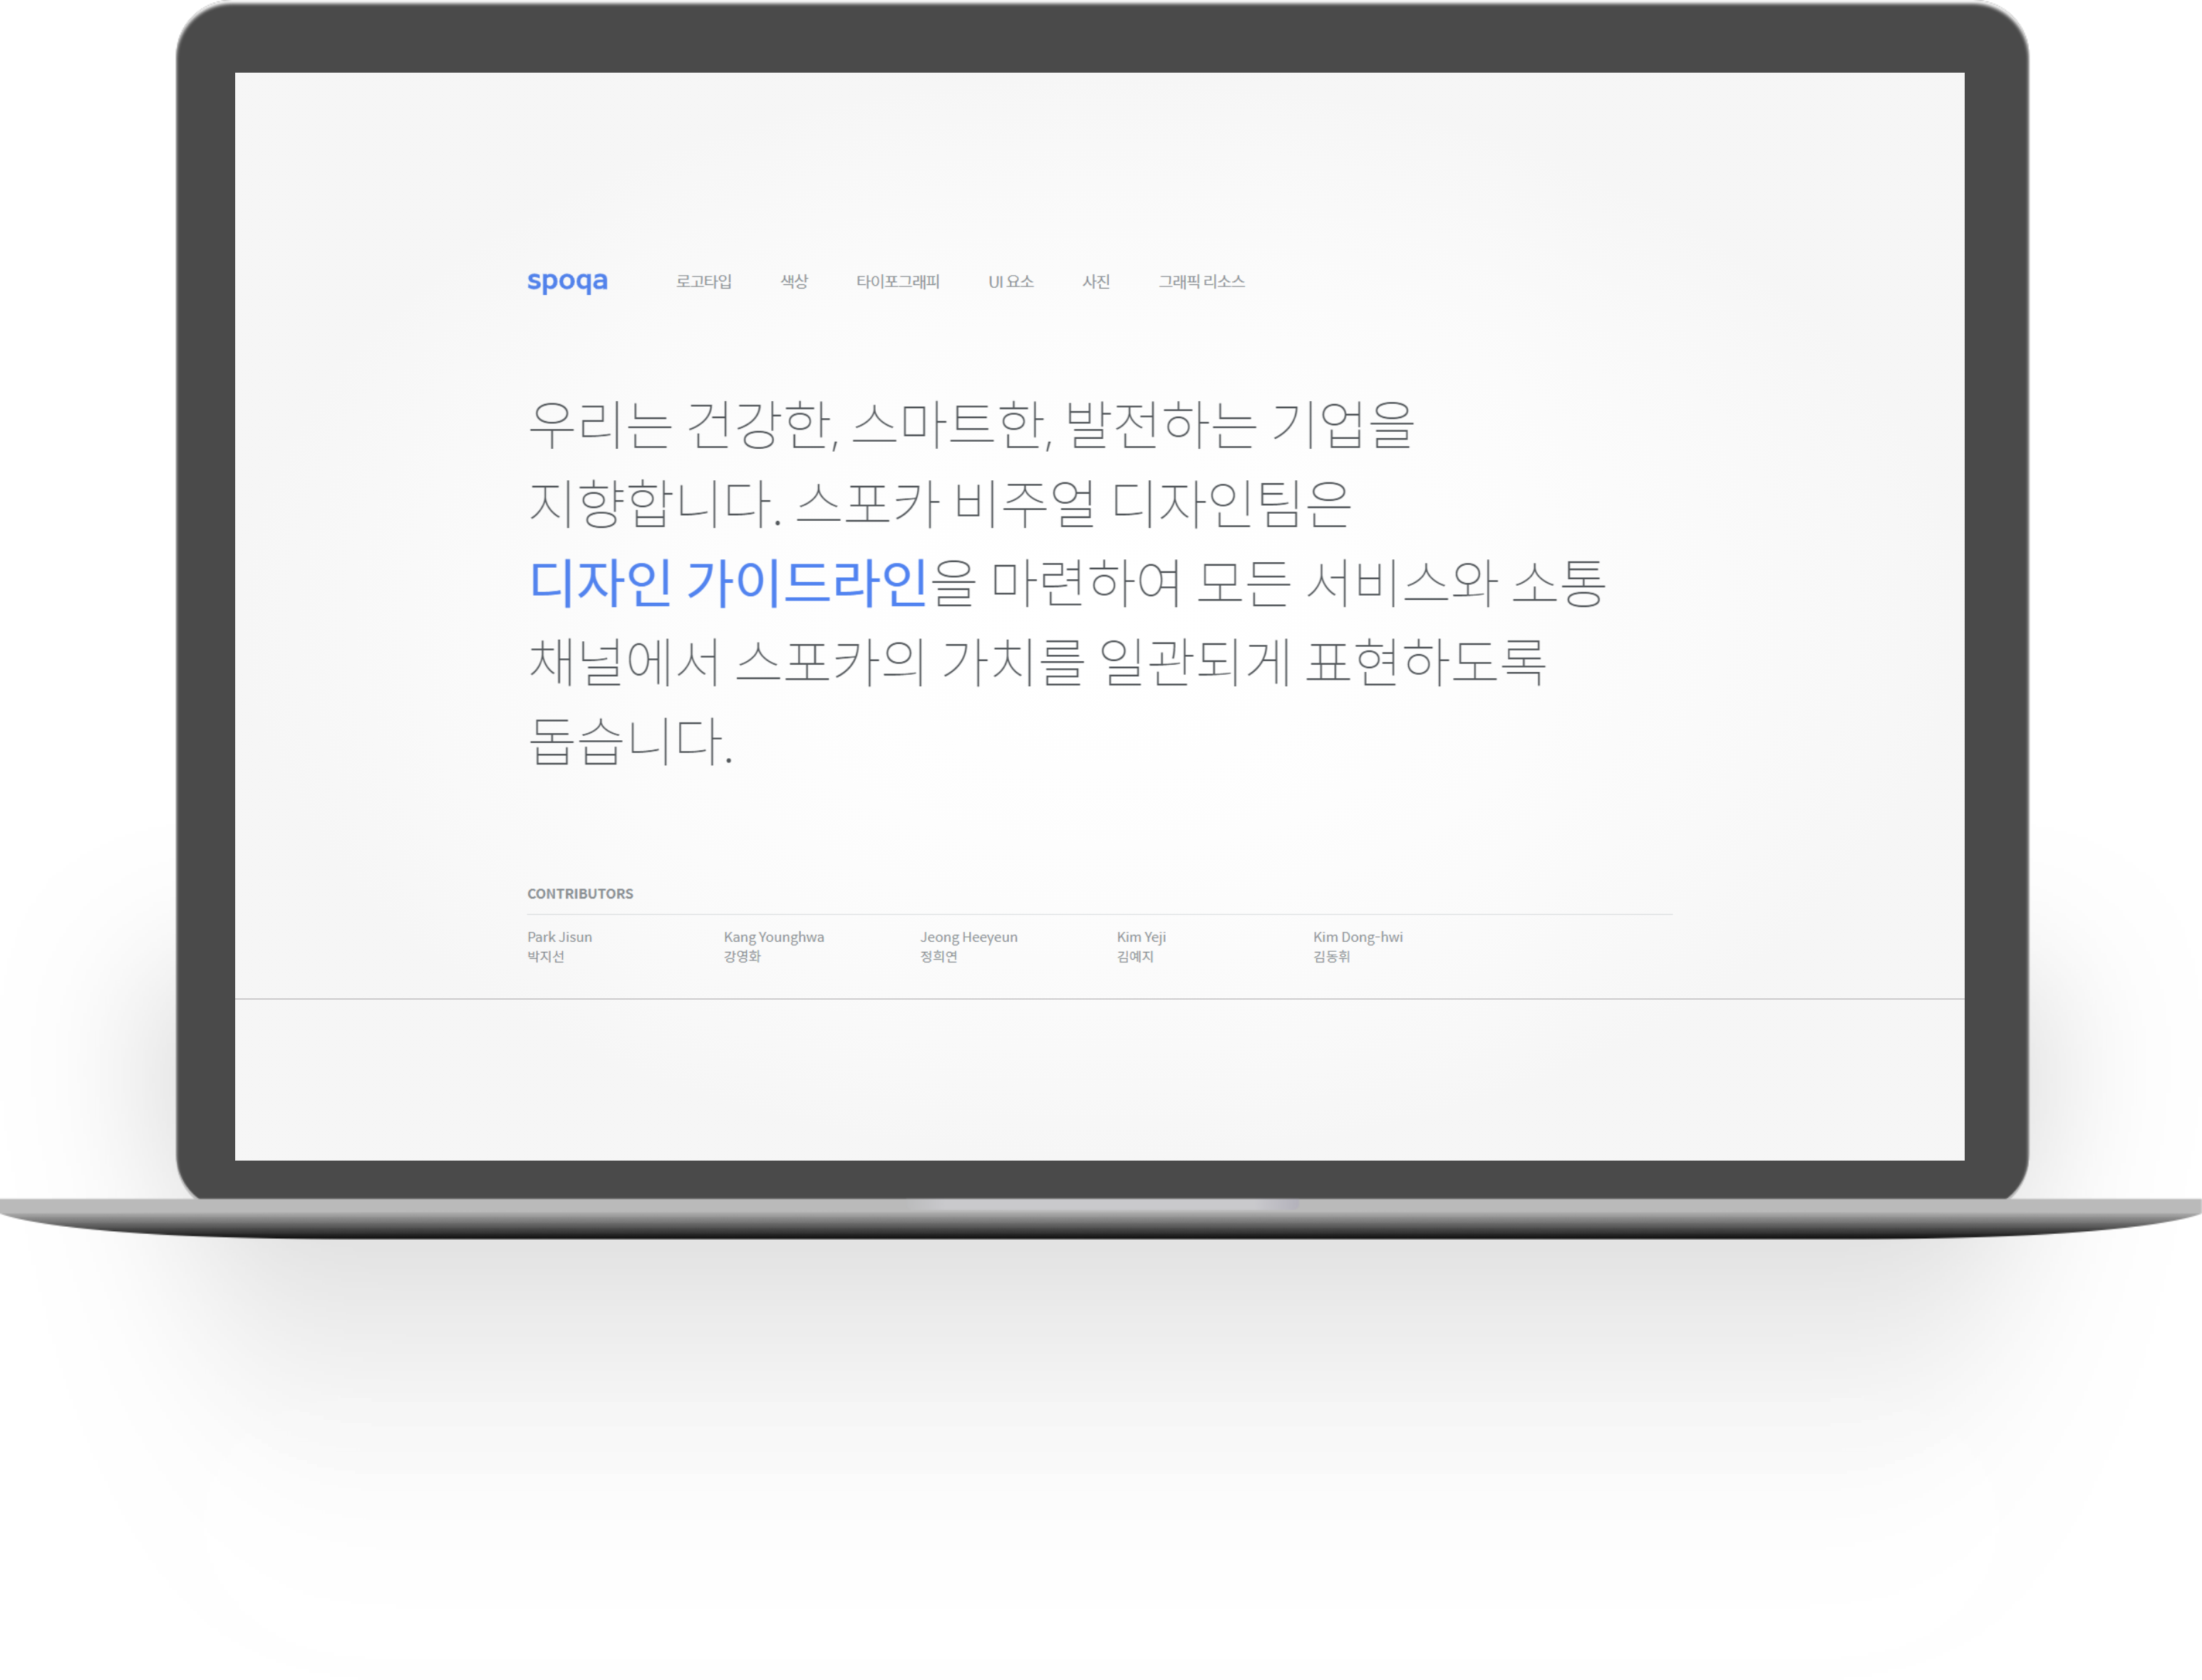 spoqa 로고타입 색상 타이포그래피 UI 요소 사진 그래픽 리소스
우리는 건강한, 스마트한, 발전하는 기업을
지향합니다. 스포카 비주얼 디자인팀은
디자인 가이드라인을 마련하여 모든 서비스와 소통
채널에서 스포카의 가치를 일관되게 표현하도록
돕습니다.
CONTRIBUTORS
Park Jisun Kang Younghwa Jeong Heeyeun Kim Yeji Kim Dong-hwi
박지선 강영화 정희연 김예지 김동휘